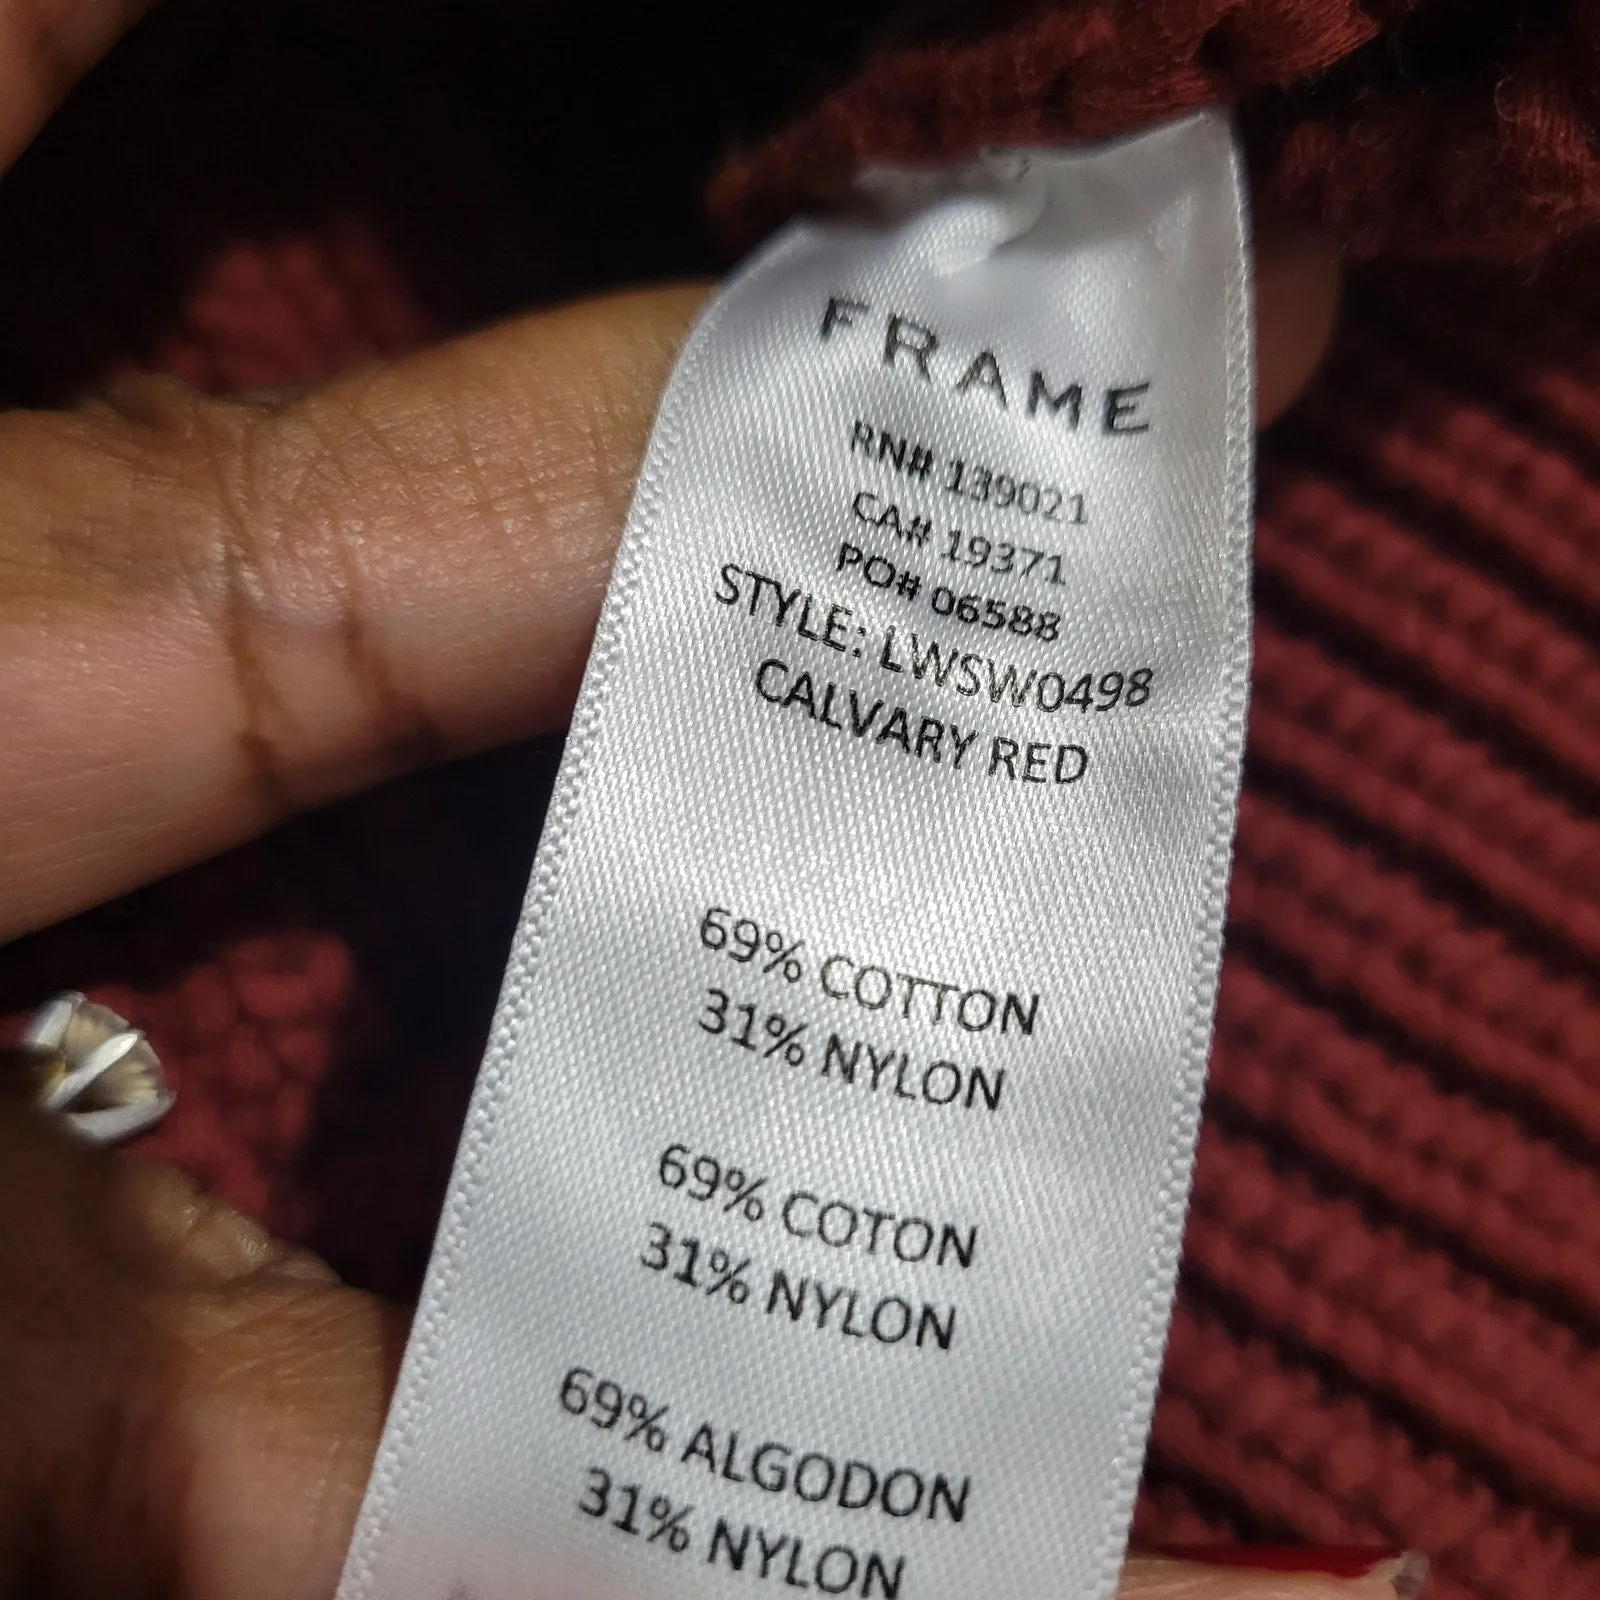 FRAME
RN# 139021
CA# 19371
PO# 06588
STYLE: LWSW0498
CALVARY RED
69% COTTON
31% NYLON
69% COTON
31% NYLON
69% ALGODON
31% NYLON